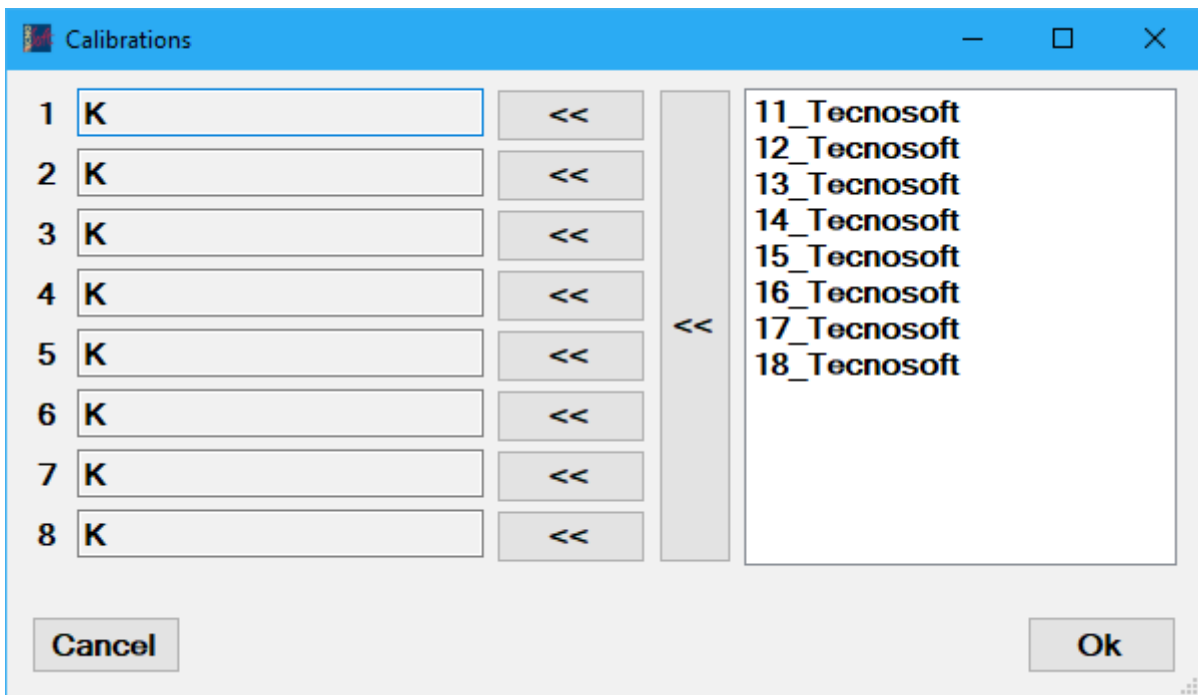 Calibrations
1 K <<
2 K <<
3 K <<
4 K <<
5 K <<
6 K <<
7 K <<
8 K <<
<<
11_Tecnosoft
12_Tecnosoft
13_Tecnosoft
14_Tecnosoft
15_Tecnosoft
16_Tecnosoft
17_Tecnosoft
18_Tecnosoft
Cancel
Ok